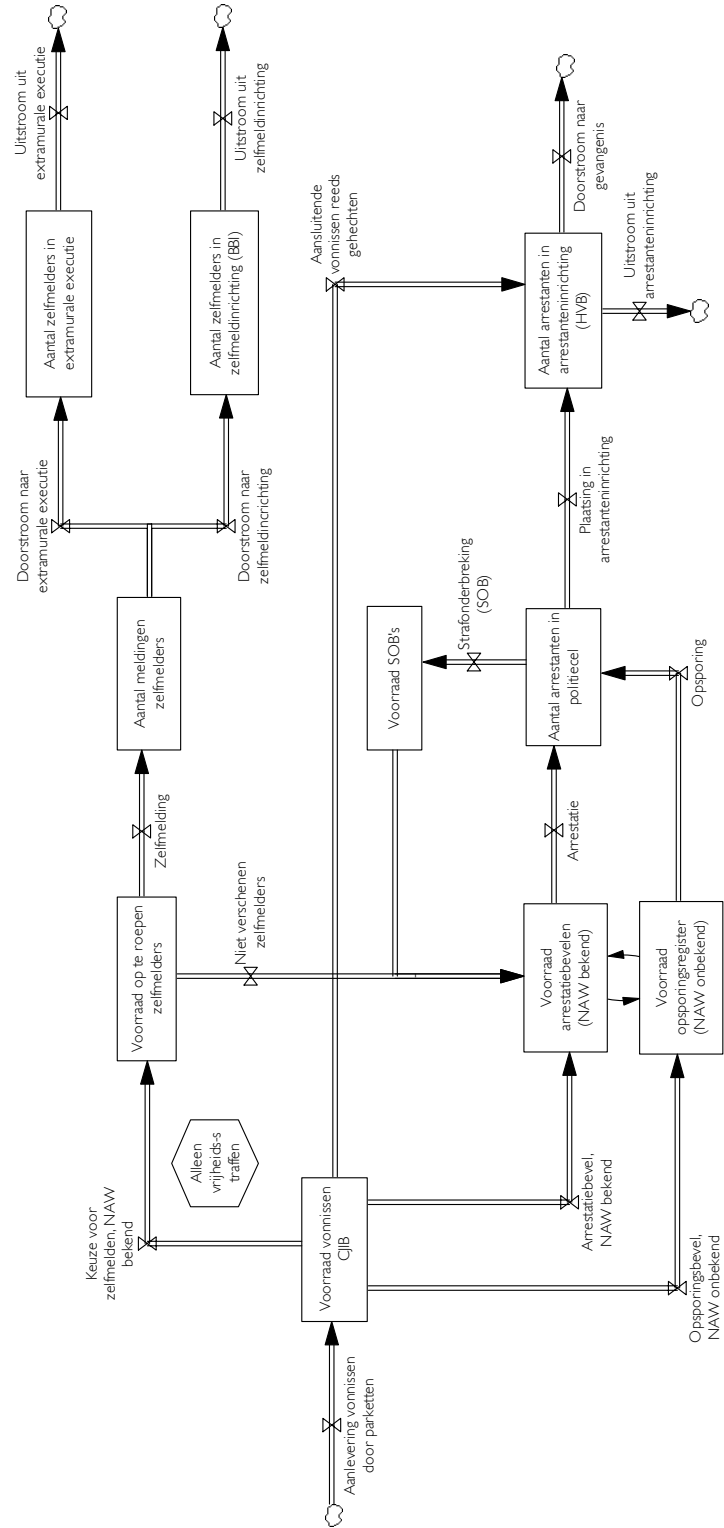 Uitstroom uit
extramurale executie
Uitstroom uit
zelfmeldinrichting
Aantal zelfmelders in
extramurale executie
Aantal zelfmelders in
zelfmeldinrichting (BBI)
Doorstroom naar
extramurale executie
Doorstroom naar
zelfmeldincrichting
Aantal meldingen
zelfmelders
Zelfmelding
Voorraad op te roepen
zelfmelders
Niet verschenen
zelfmelders
Keuze voor
zelfmelden, NAW
bekend
Alleen
vrijheids-s
traffen
Voorraad vonnissen
CJIB
Aanlevering vonnissen
door parketten
Aansluitende
vonnissen reeds
gehechten
Doorstroom naar
gevangenis
Uitstroom uit
arrestanteninrichting
Aantal arrestanten in
arrestanteninrichting
(HVB)
Plaatsing in
arrestanteninrichting
Strafonderbreking
(SOB)
Voorraad SOB's
Aantal arrestanten in
politiecel
Opsporing
Arrestatie
Voorraad
arrestatiebevelen
(NAW bekend)
Voorraad
opsporingsregister
(NAW onbekend)
Arrestatiebevel,
NAW bekend
Opsporingsbevel,
NAW onbekend